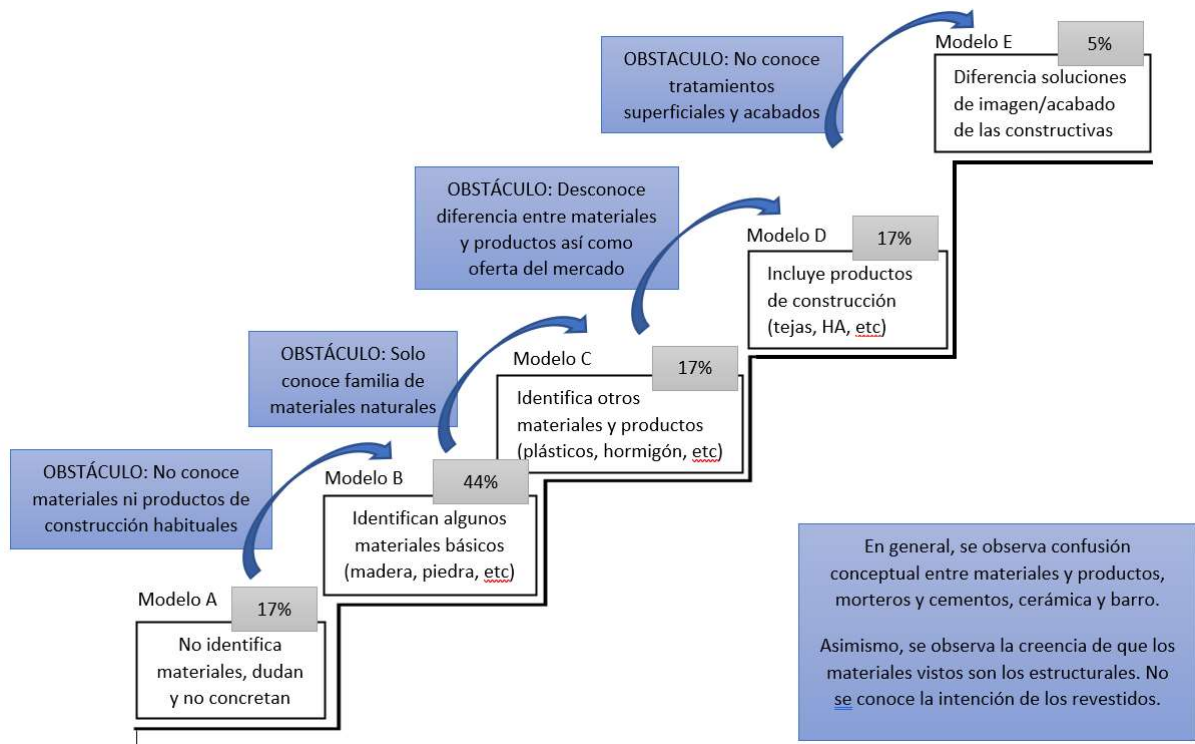 Modelo E
5%
OBSTACULO: No conoce
tratamientos
superficiales y acabados
Diferencia soluciones
de imagen/acabado
de las constructivas
OBSTÁCULO: Desconoce
diferencia entre materiales
y productos así como
oferta del mercado
Modelo D
17%
Incluye productos
de construcción
(tejas, HA, etc)
OBSTÁCULO: Solo
conoce familia de
materiales naturales
Modelo C
17%
Identifica otros
materiales y productos
(plásticos, hormigón, etc)
OBSTÁCULO: No conoce
materiales ni productos de
construcción habituales
Modelo B
44%
Identifican algunos
materiales básicos
(madera, piedra, etc)
Modelo A
17%
No identifica
materiales, dudan
y no concretan
En general, se observa confusión
conceptual entre materiales y productos,
morteros y cementos, cerámica y barro.
Asimismo, se observa la creencia de que los
materiales vistos son los estructurales. No
se conoce la intención de los revestidos.